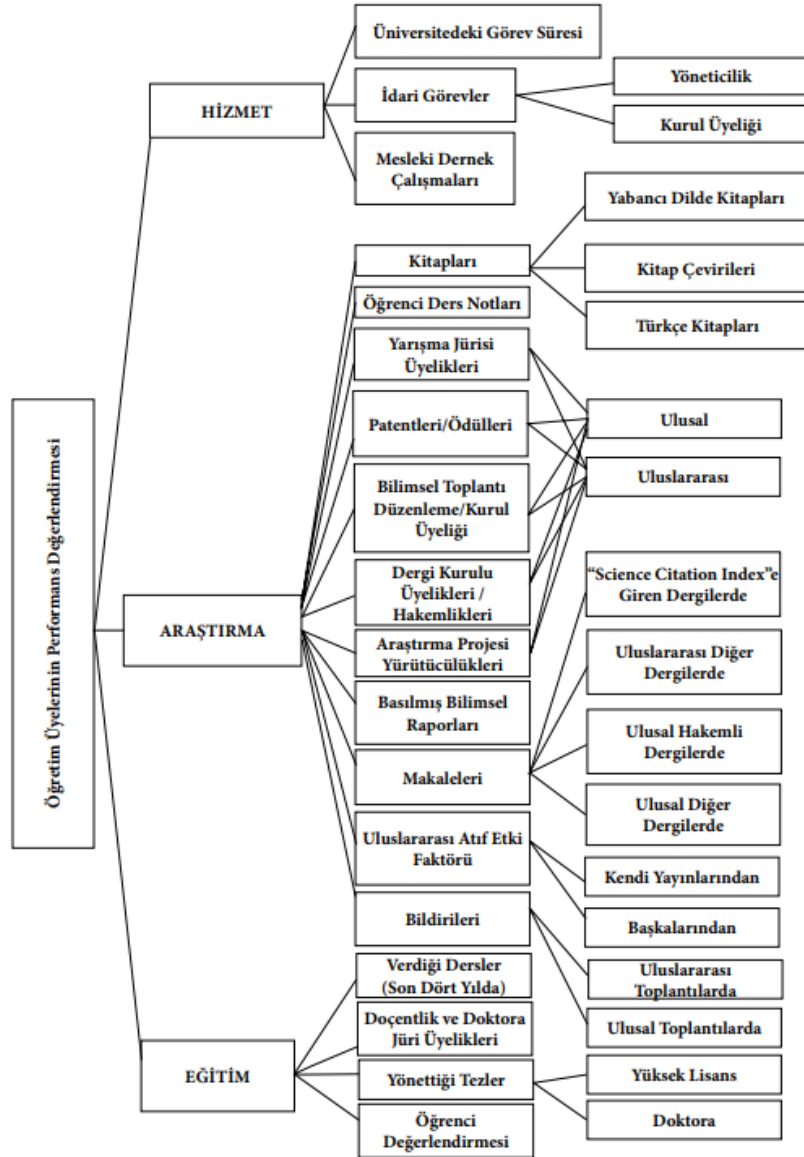 Öğretim Üyelerinin Performans Değerlendirmesi
HİZMET
Üniversitedeki Görev Süresi
İdari Görevler
Yöneticilik
Kurul Üyeliği
Mesleki Dernek
Çalışmaları
ARAŞTIRMA
Kitapları
Yabancı Dilde Kitapları
Kitap Çevirileri
Türkçe Kitapları
Öğrenci Ders Notları
Yarışma Jürisi
Üyelikleri
Patentleri/Ödülleri
Bilimsel Toplantı
Düzenleme/Kurul
Üyeliği
Dergi Kurulu
Üyelikleri /
Hakemlikleri
Araştırma Projesi
Yürütücülükleri
Ulusal
Uluslararası
Basılmış Bilimsel
Raporları
Makaleleri
“Science Citation Index”e
Giren Dergilerde
Uluslararası Diğer
Dergilerde
Ulusal Hakemli
Dergilerde
Ulusal Diğer
Dergilerde
Uluslararası Atıf Etki
Faktörü
Kendi Yayınlarından
Başkalarından
Bildirileri
Uluslararası
Toplantılarda
Ulusal Toplantılarda
EĞİTİM
Verdiği Dersler
(Son Dört Yılda)
Doçentlik ve Doktora
Jüri Üyelikleri
Yönettiği Tezler
Yüksek Lisans
Doktora
Öğrenci
Değerlendirmesi